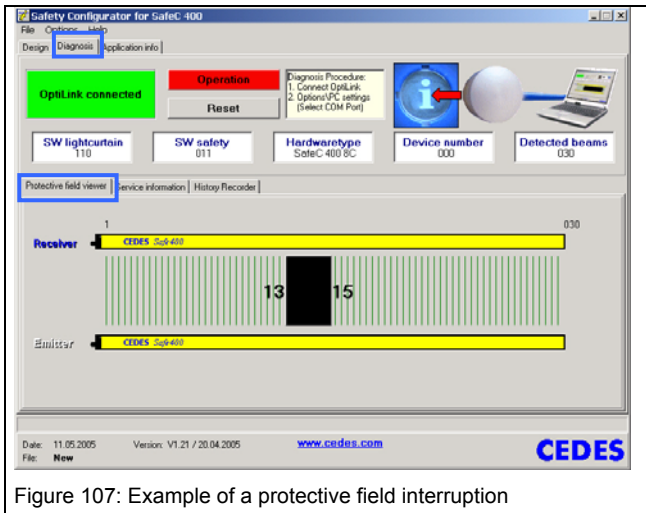 Safety Configurator for SafeC 400
File Options Help
Design Diagnosis Application info
OptiLink connected
Operation
Reset
Diagnosis Procedure:
1. Connect OptiLink
2. Options\PC settings
(Select COM Port)
SW lightcurtain
110
SW safety
011
Hardwaretype
SafeC 400 8C
Device number
000
Detected beams
030
Protective field viewer Service information History Recorder
1 030
Receiver CEDES Safe400
13 15
Emitter CEDES Safe400
Date: 11.05.2005 Version: V1.21 / 20.04.2005 www.cedes.com
File: New
CEDES
Figure 107: Example of a protective field interruption